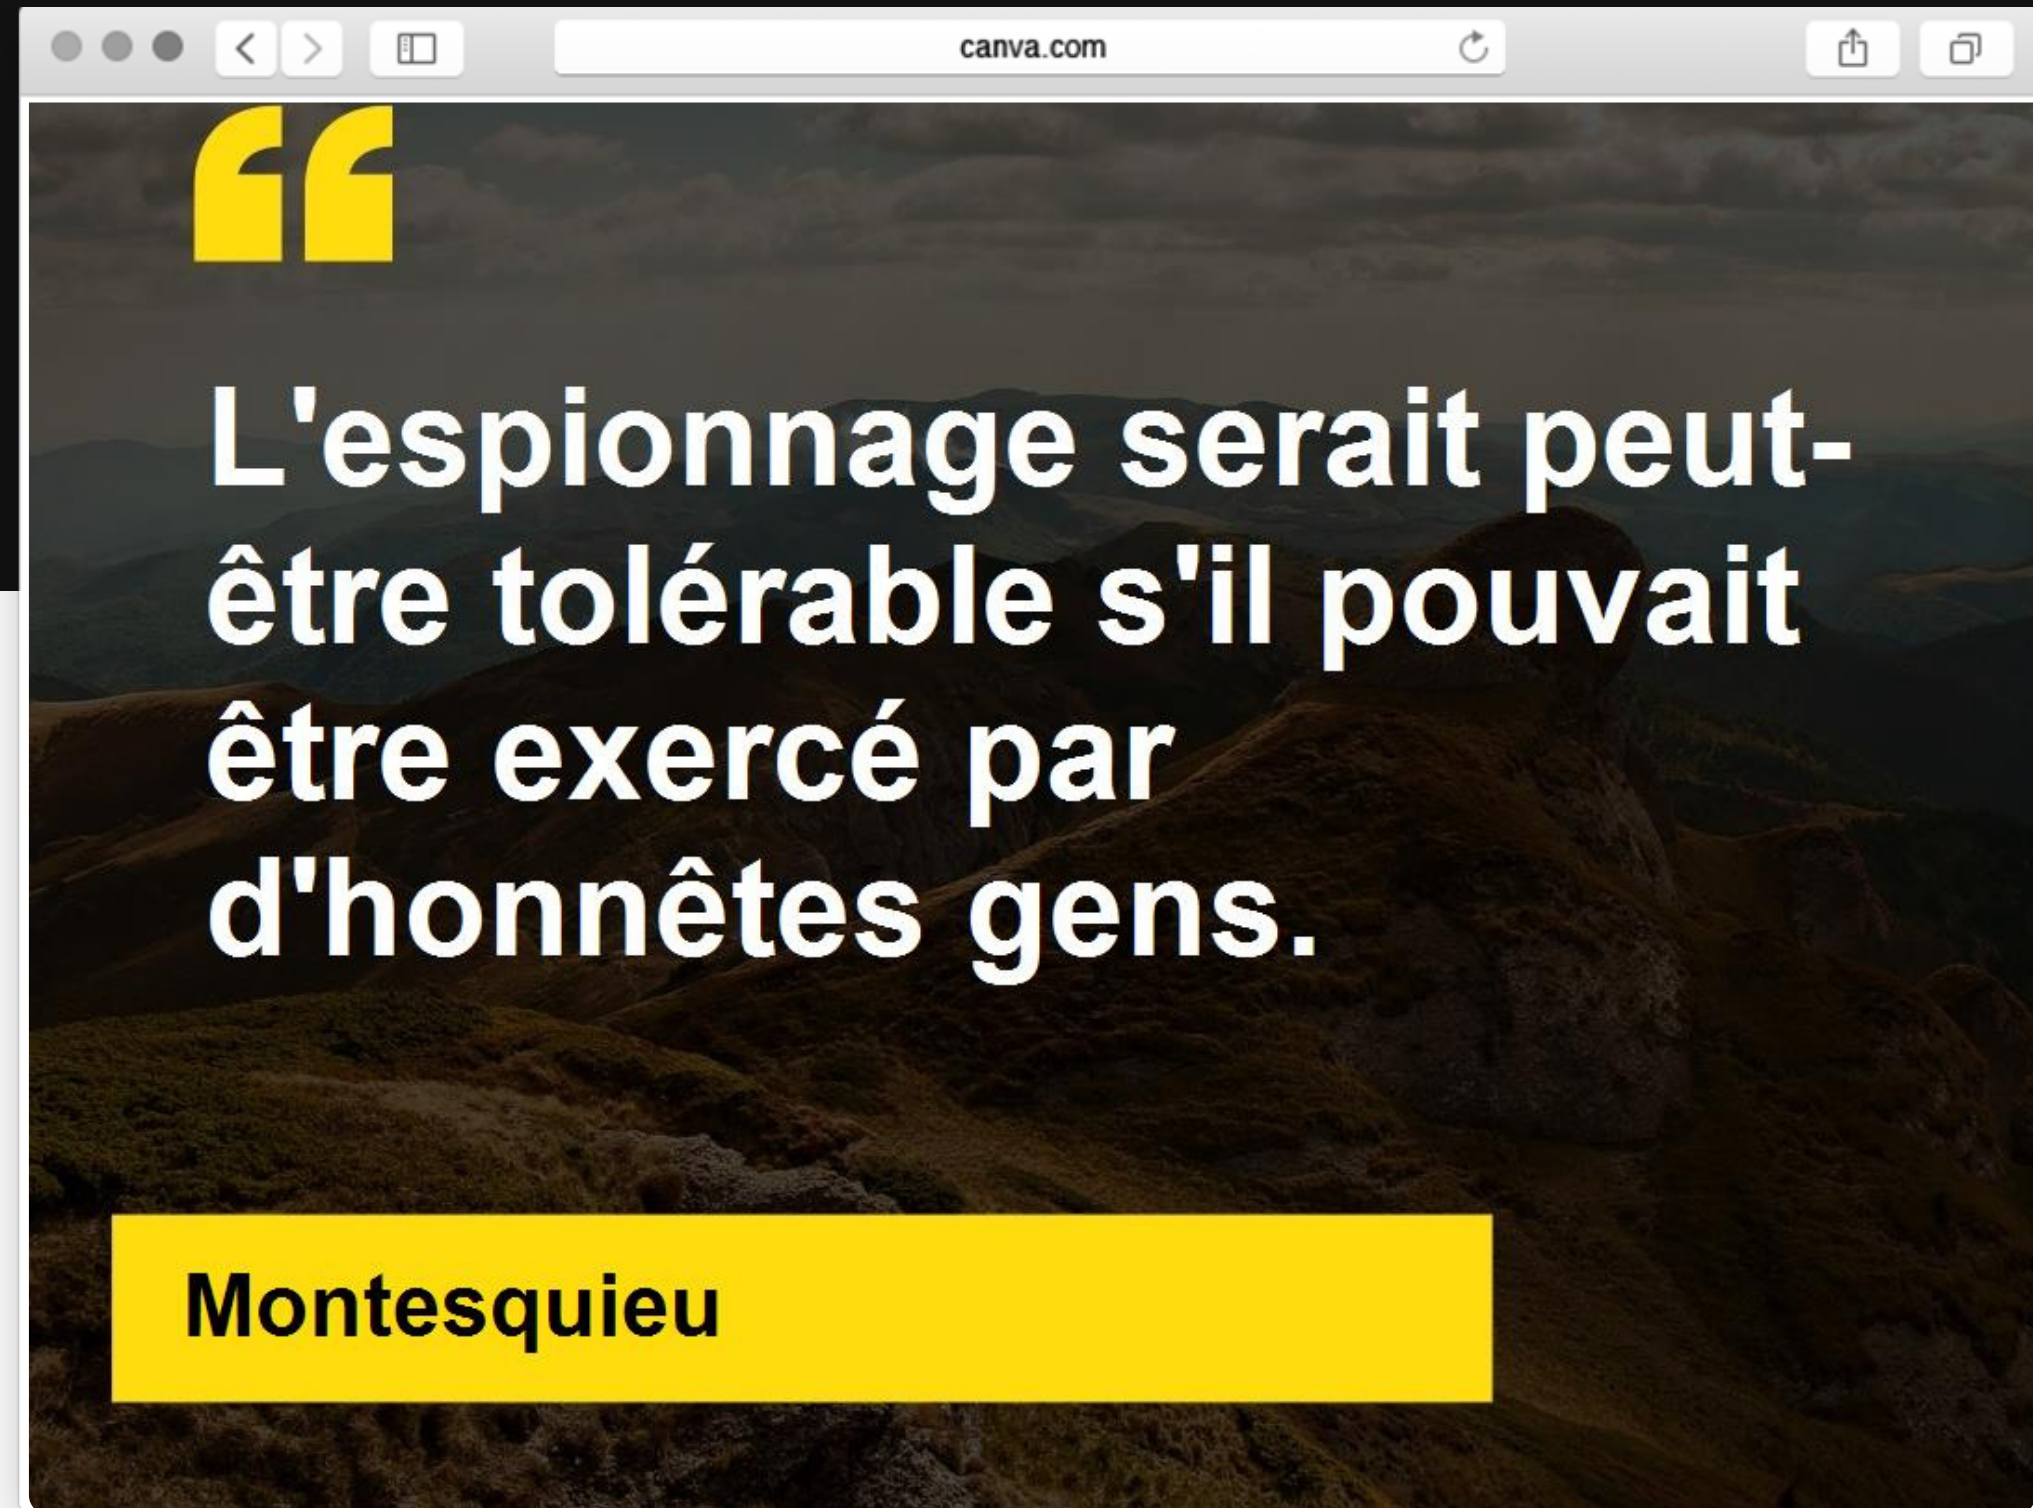 canva.com
L'espionnage serait peut-
être tolérable s'il pouvait
être exercé par
d'honnêtes gens.
Montesquieu